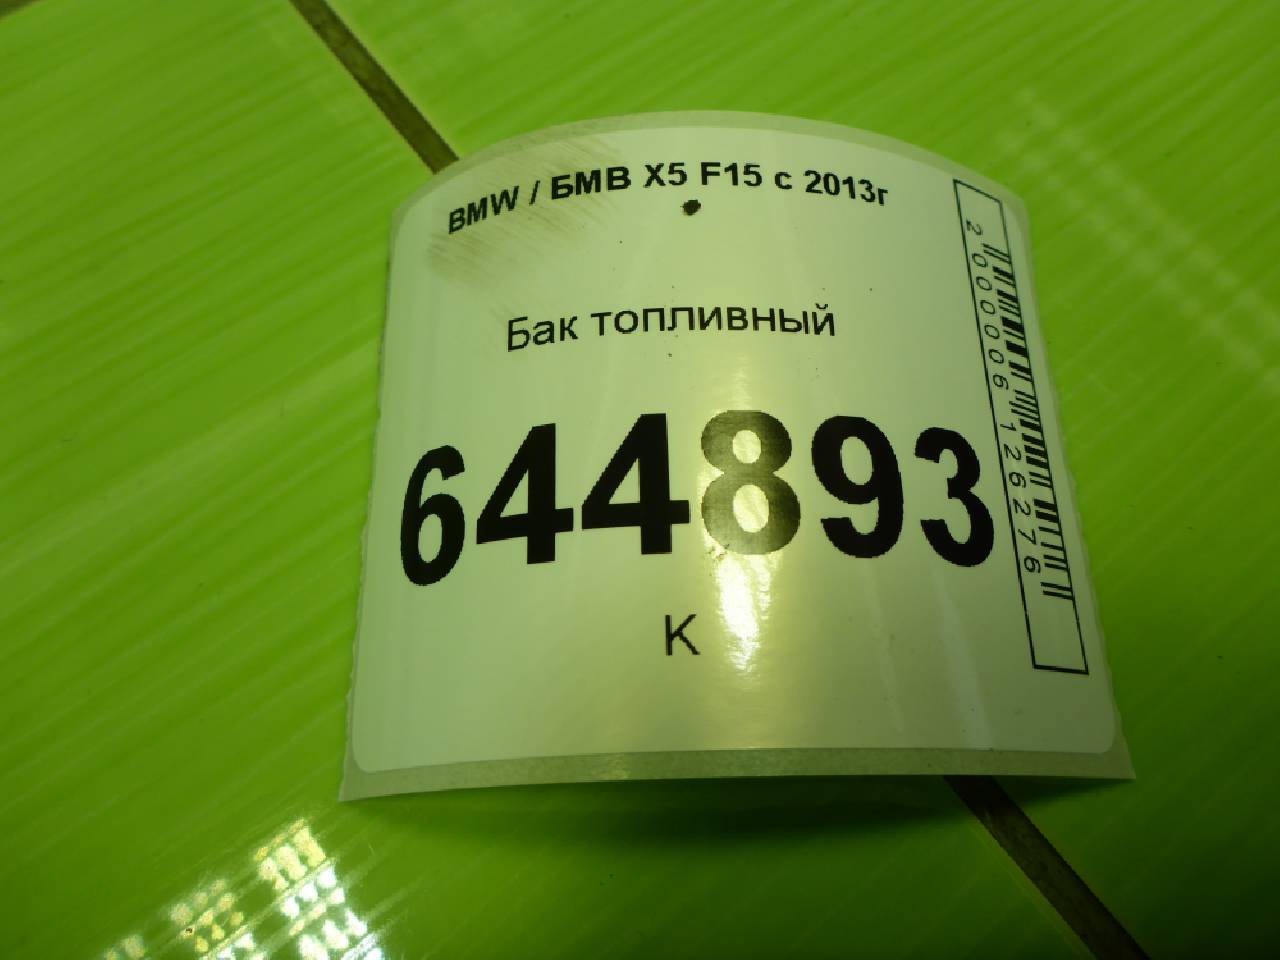 BMW / БМВ X5 F15 с 2013г
Бак топливный
644893
К
2000006126276